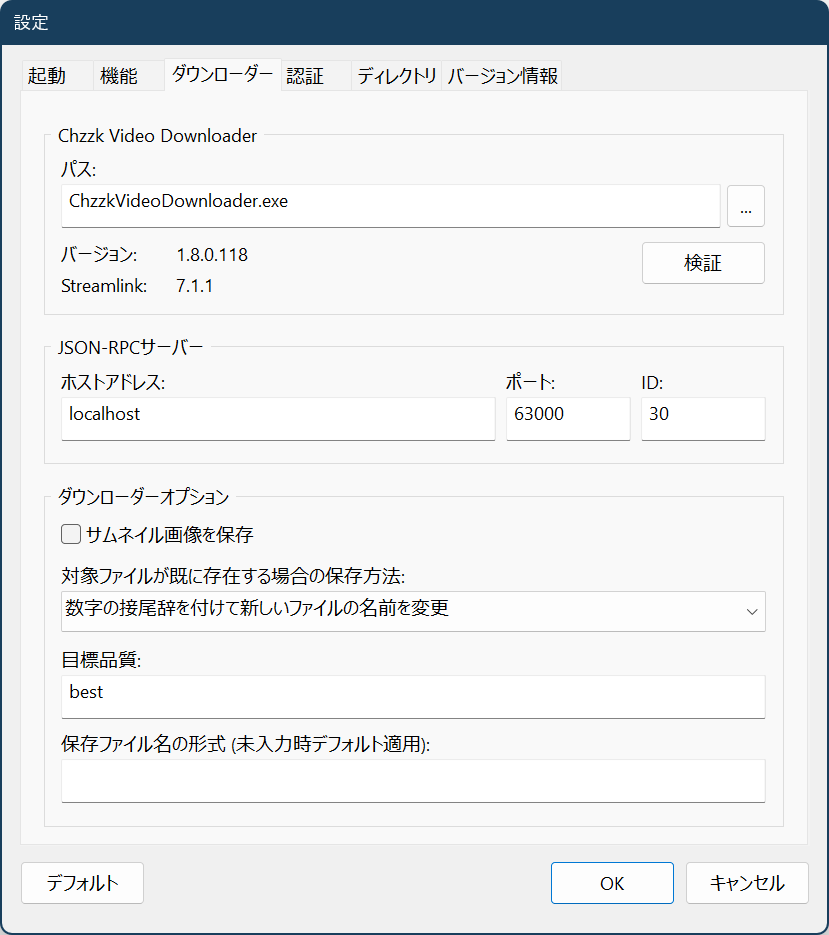 設定
起動 機能 ダウンローダー 認証 ディレクトリ バージョン情報
Chzzk Video Downloader
パス:
ChzzkVideoDownloader.exe ...
バージョン: 1.8.0.118
Streamlink: 7.1.1
検証
JSON-RPCサーバー
ホストアドレス: ポート: ID:
localhost 63000 30
ダウンローダーオプション
サムネイル画像を保存
対象ファイルが既に存在する場合の保存方法:
数字の接尾辞を付けて新しいファイルの名前を変更
目標品質:
best
保存ファイル名の形式 (未入力時デフォルト適用):
デフォルト OK キャンセル